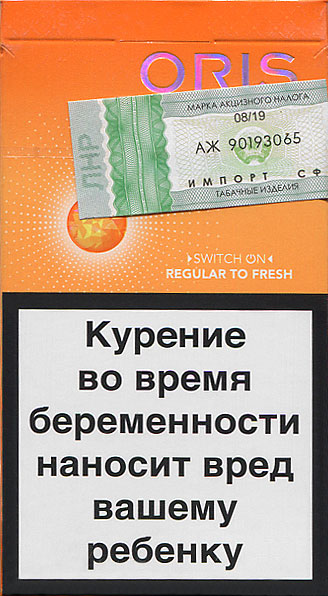 ORIS
МАРКА АКЦИЗНОГО НАЛОГА
08/19
ЛНР
АЖ 90193065
ИМПОРТ СФ
ТАБАЧНЫЕ ИЗДЕЛИЯ
SWITCH ON
REGULAR TO FRESH
Курение
во время
беременности
наносит вред
вашему
ребенку